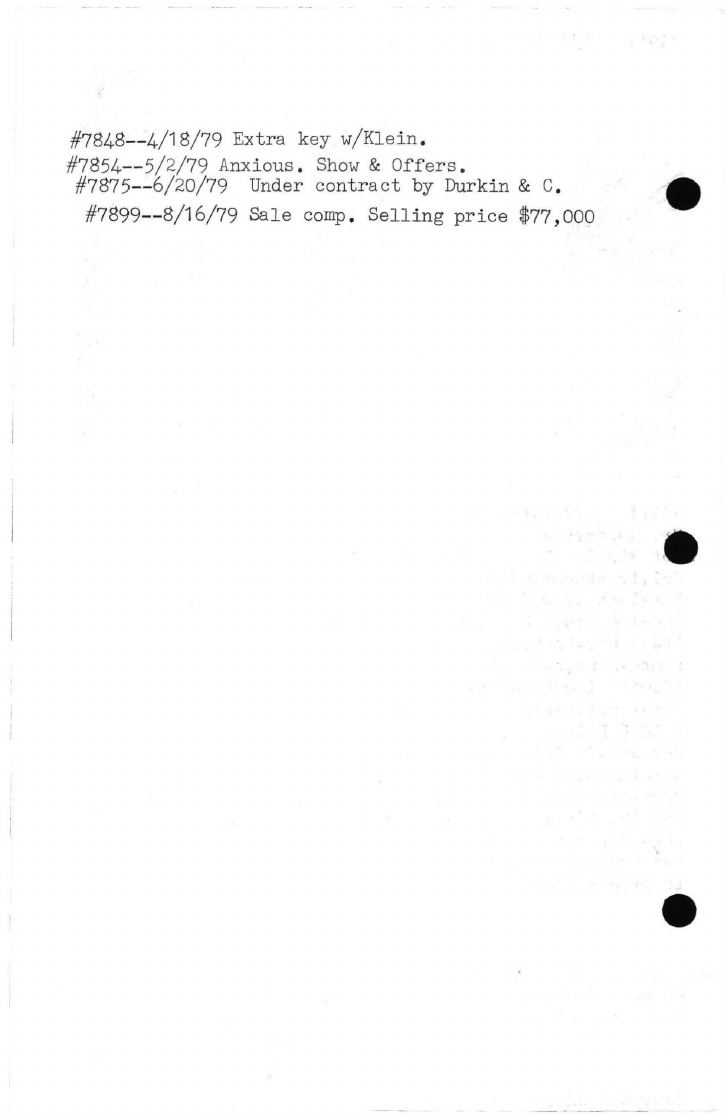 #7848--4/18/79 Extra key w/Klein.
#7854--5/2/79 Anxious. Show & Offers.
#7875--6/20/79 Under contract by Durkin & C.
#7899--8/16/79 Sale comp. Selling price $77,000